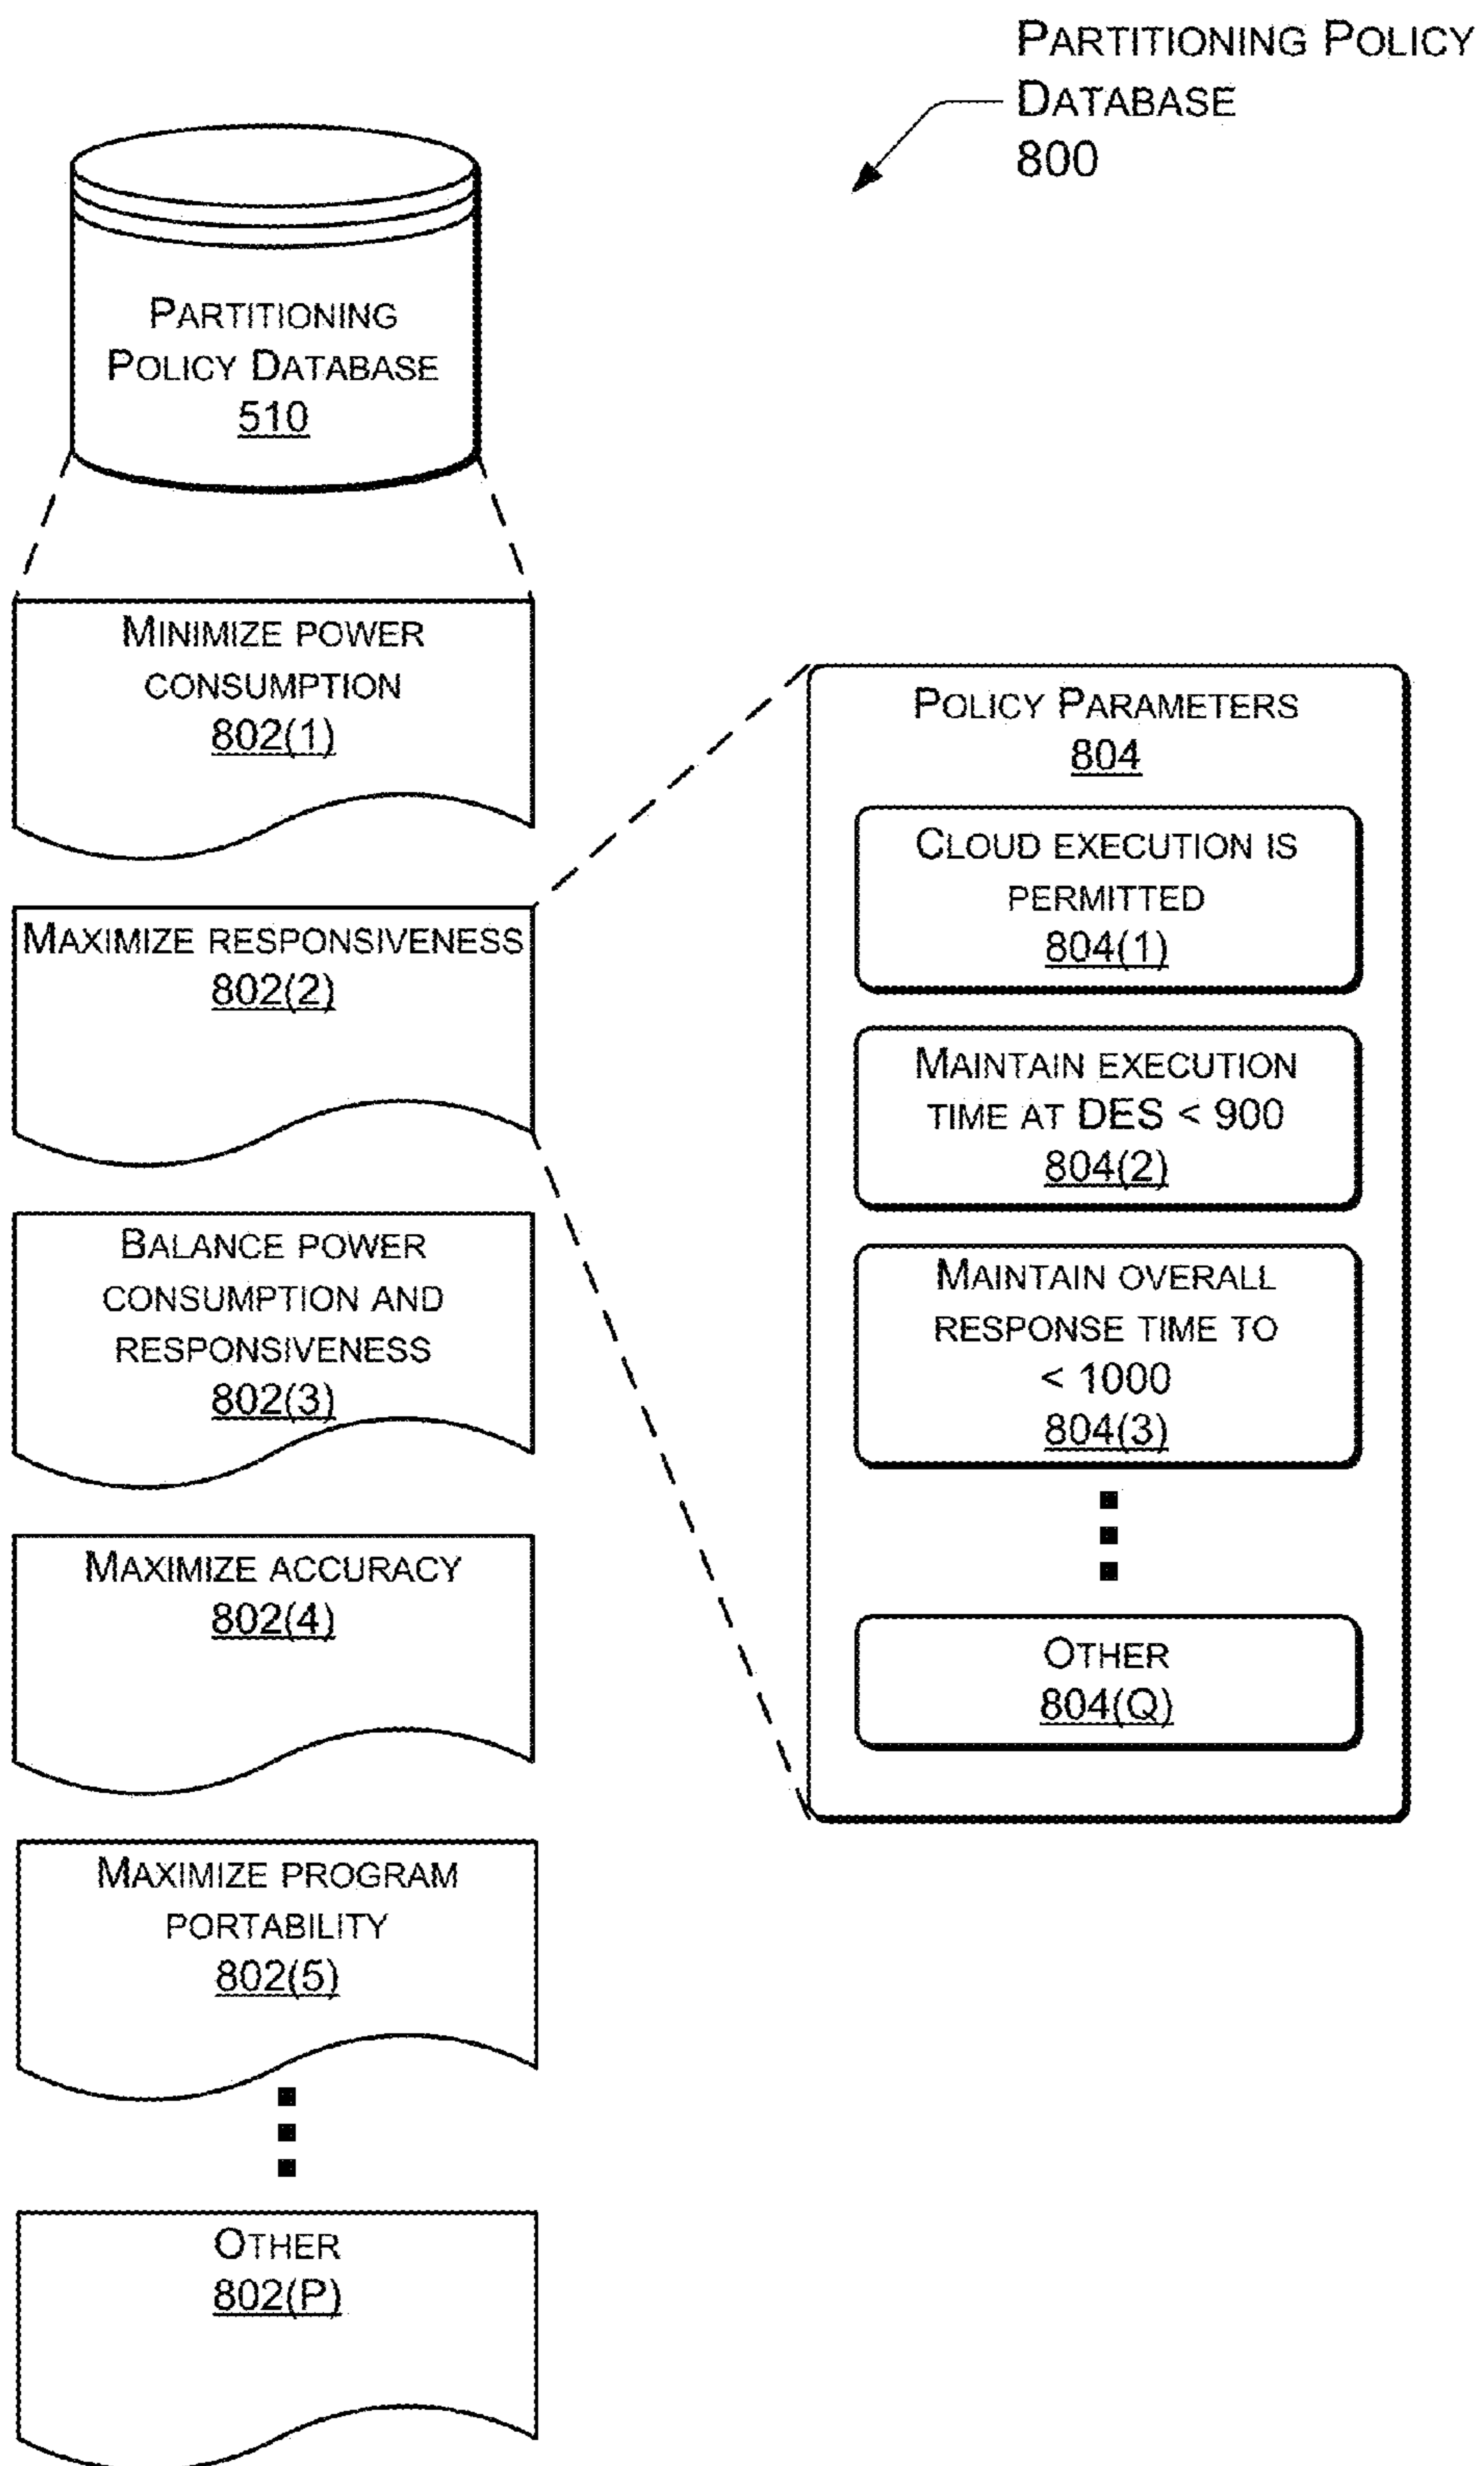 PARTITIONING POLICY
DATABASE
800
PARTITIONING
POLICY DATABASE
510
MINIMIZE POWER
CONSUMPTION
802(1)
MAXIMIZE RESPONSIVENESS
802(2)
BALANCE POWER
CONSUMPTION AND
RESPONSIVENESS
802(3)
MAXIMIZE ACCURACY
802(4)
MAXIMIZE PROGRAM
PORTABILITY
802(5)
OTHER
802(P)
POLICY PARAMETERS
804
CLOUD EXECUTION IS
PERMITTED
804(1)
MAINTAIN EXECUTION
TIME AT DES < 900
804(2)
MAINTAIN OVERALL
RESPONSE TIME TO
< 1000
804(3)
OTHER
804(Q)